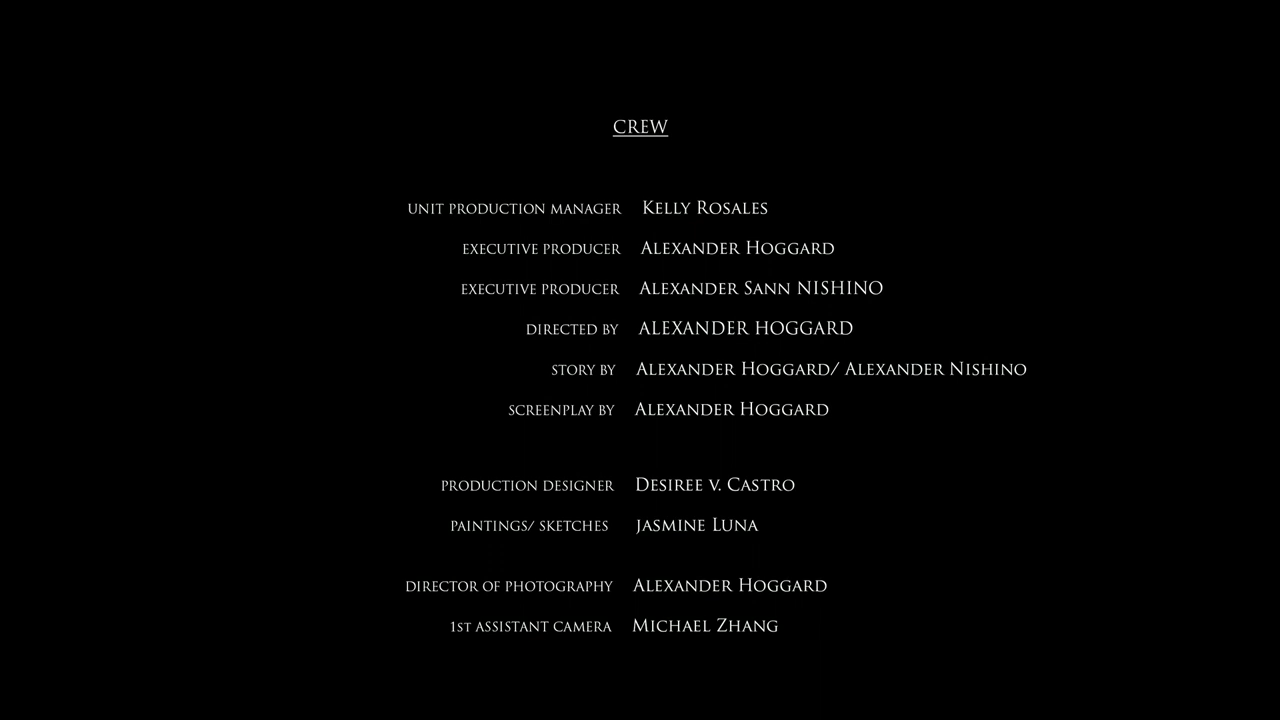 CREW
UNIT PRODUCTION MANAGER Kelly Rosales
EXECUTIVE PRODUCER Alexander Hoggard
EXECUTIVE PRODUCER Alexander Sann NISHINO
DIRECTED BY ALEXANDER HOGGARD
STORY BY Alexander Hoggard/ Alexander Nishino
SCREENPLAY BY Alexander Hoggard
PRODUCTION DESIGNER Desiree v. Castro
PAINTINGS/ SKETCHES jasmine Luna
DIRECTOR OF PHOTOGRAPHY Alexander Hoggard
1st ASSISTANT CAMERA Michael Zhang